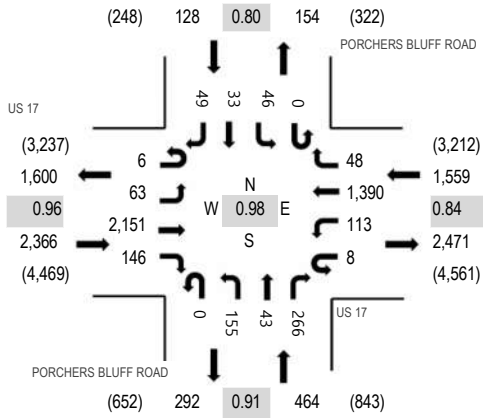 (248) 128 0.80 154 (322)
PORCHERS BLUFF ROAD
49 33 46 0
US 17
(3,237)
1,600
0.96
2,366
(4,469)
6
63
2,151
146
N
W 0.98 E
S
48
1,390
113
8
(3,212)
1,559
0.84
2,471
(4,561)
0 155 43 266
US 17
PORCHERS BLUFF ROAD
(652) 292 0.91 464 (843)